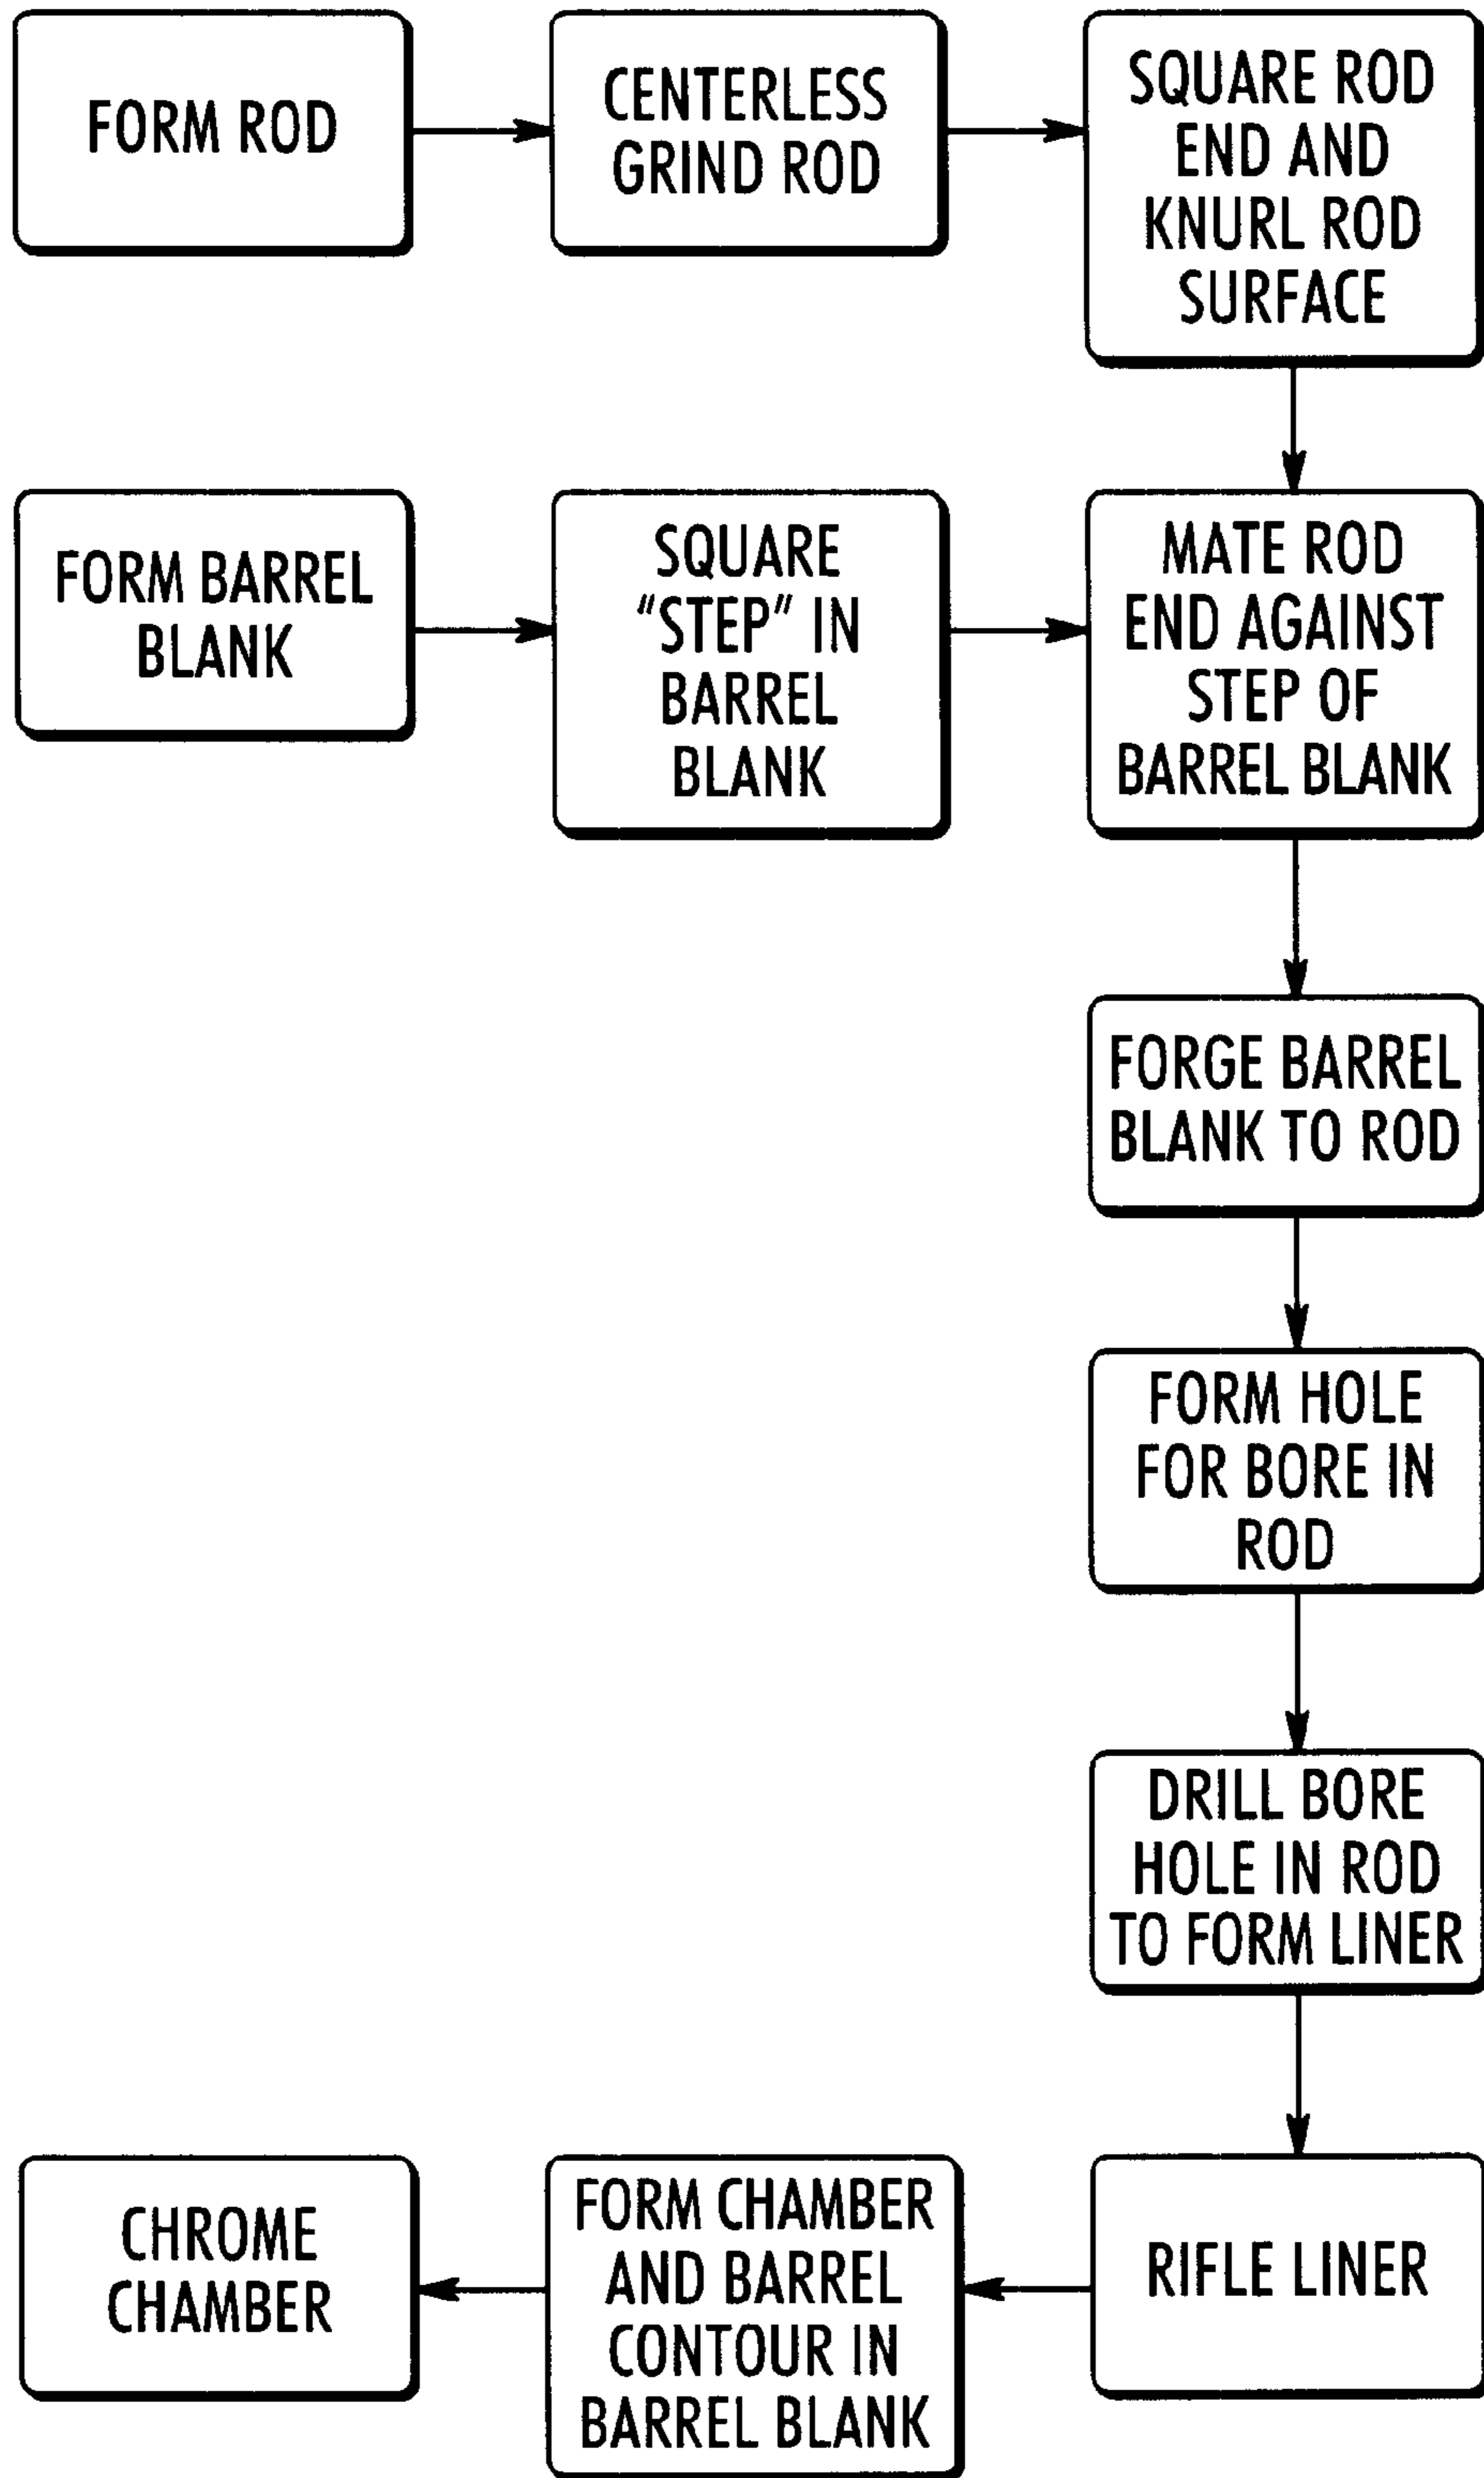 FORM ROD
CENTERLESS
GRIND ROD
SQUARE ROD
END AND
KNURL ROD
SURFACE
FORM BARREL
BLANK
SQUARE
"STEP" IN
BARREL
BLANK
MATE ROD
END AGAINST
STEP OF
BARREL BLANK
FORGE BARREL
BLANK TO ROD
FORM HOLE
FOR BORE IN
ROD
DRILL BORE
HOLE IN ROD
TO FORM LINER
RIFLE LINER
FORM CHAMBER
AND BARREL
CONTOUR IN
BARREL BLANK
CHROME
CHAMBER